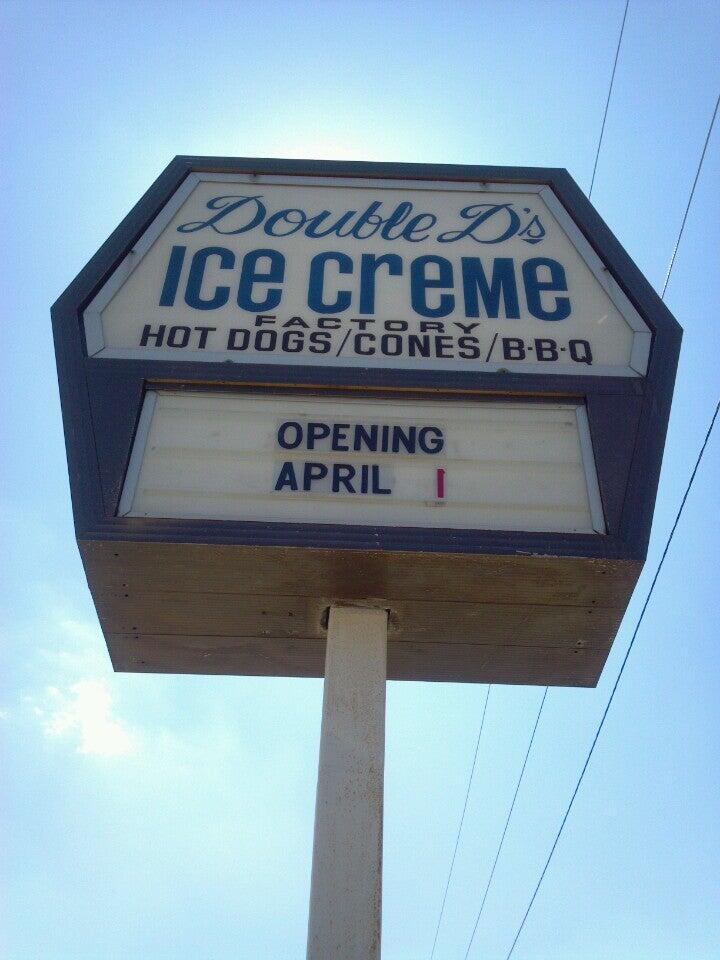 Double D's
ICE CREME
FACTORY
HOT DOGS/CONES/B-B-Q
OPENING
APRIL 1